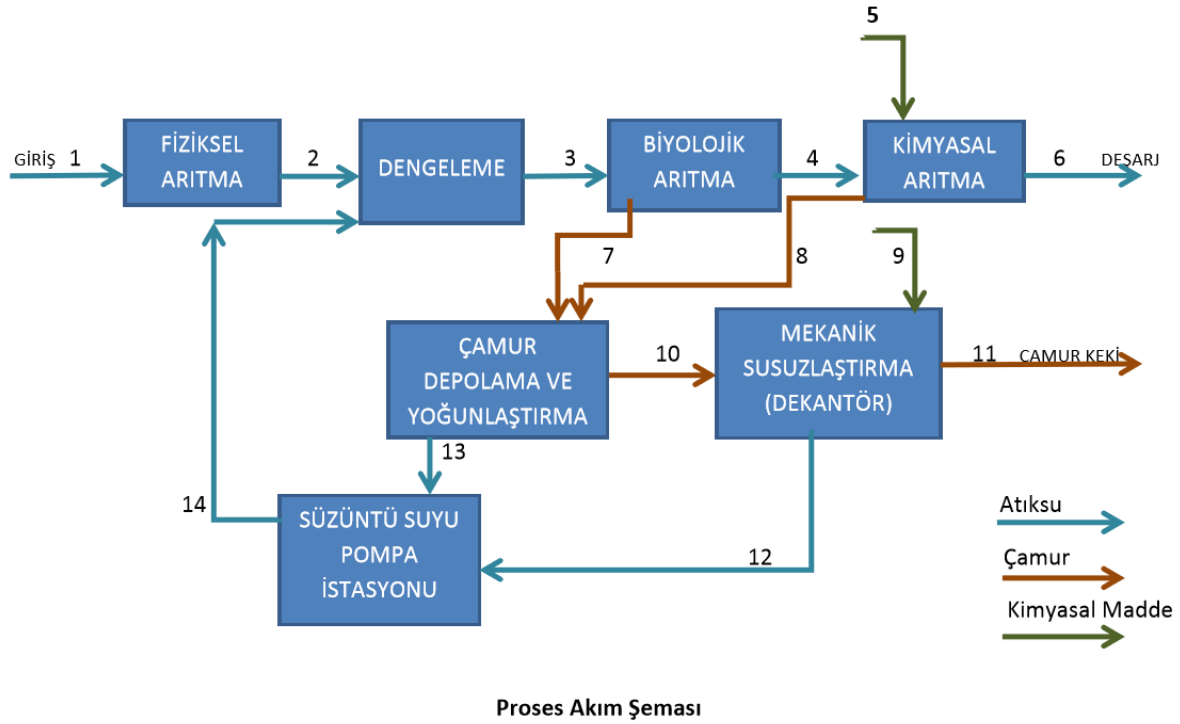 5
GİRİŞ 1
FİZİKSEL
ARITMA
2
DENGELEME
3
BİYOLOJİK
ARITMA
4
KİMYASAL
ARITMA
6
DEŞARJ
7
8
9
ÇAMUR
DEPOLAMA VE
YOĞUNLAŞTIRMA
10
MEKANİK
SUSUZLAŞTIRMA
(DEKANTÖR)
11
ÇAMUR KEKİ
13
14
SÜZÜNTÜ SUYU
POMPA
İSTASYONU
12
Atıksu
Çamur
Kimyasal Madde
Proses Akım Şeması